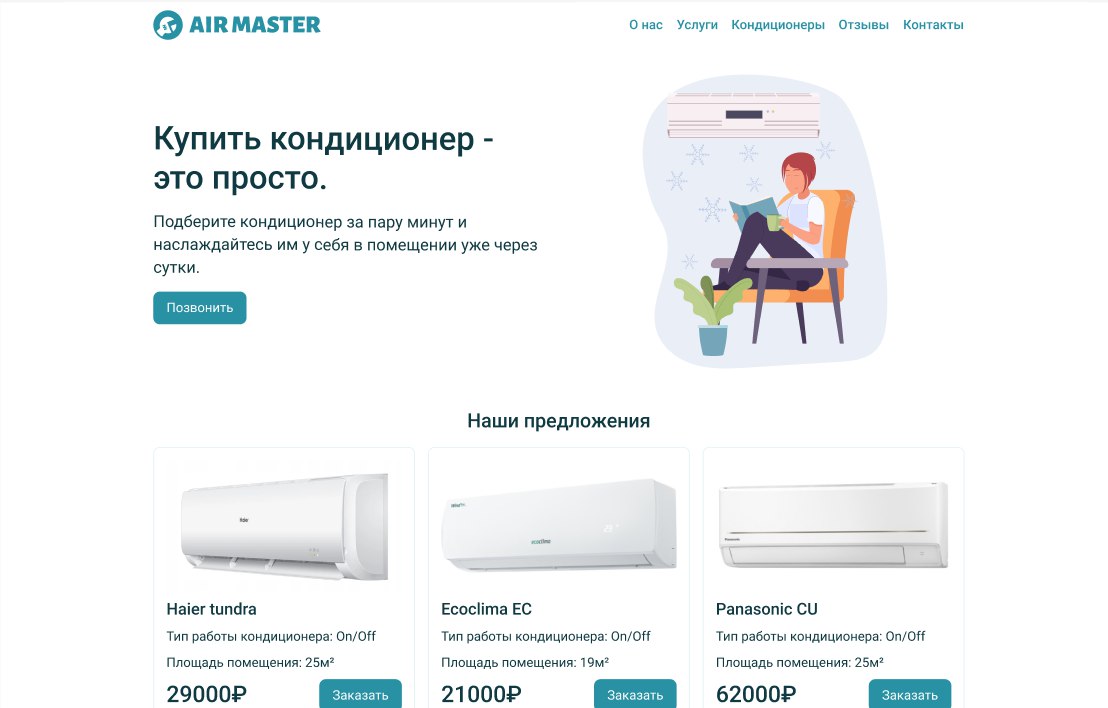 AIR MASTER
О нас Услуги Кондиционеры Отзывы Контакты
Купить кондиционер -
это просто.
Подберите кондиционер за пару минут и
наслаждайтесь им у себя в помещении уже через
сутки.
Позвонить
Наши предложения
Haier
ecoclima
Panasonic
Haier tundra
Ecoclima EC
Panasonic CU
Тип работы кондиционера: On/Off
Тип работы кондиционера: On/Off
Тип работы кондиционера: On/Off
Площадь помещения: 25м²
Площадь помещения: 19м²
Площадь помещения: 25м²
29000₽ Заказать
21000₽ Заказать
62000₽ Заказать